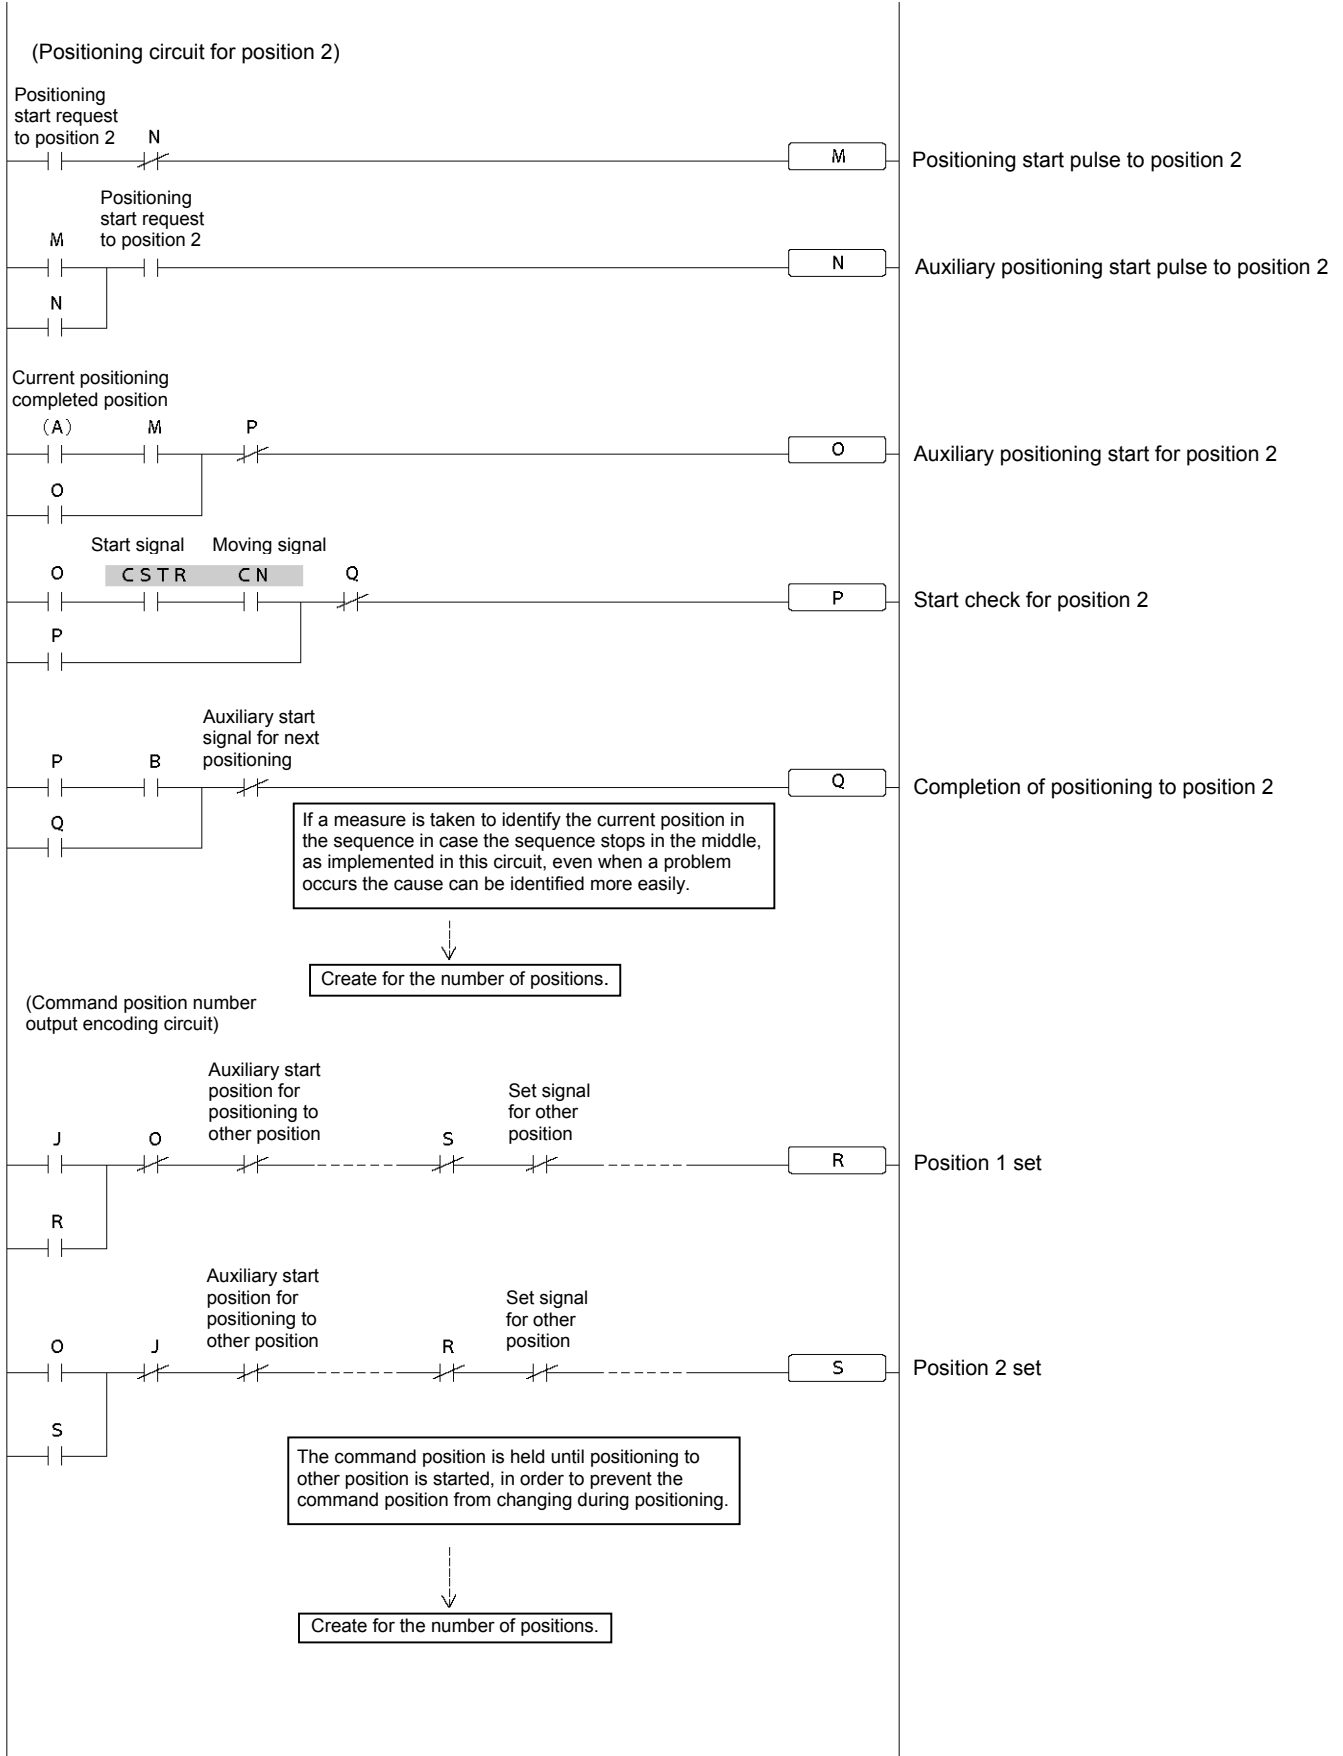 (Positioning circuit for position 2)
Positioning
start request
to position 2
N
M
Positioning start pulse to position 2
Positioning
start request
to position 2
M
N
Auxiliary positioning start pulse to position 2
N
Current positioning
completed position
(A)
M
P
O
Auxiliary positioning start for position 2
O
Start signal
Moving signal
O
CSTR
CN
Q
P
Start check for position 2
P
Auxiliary start
signal for next
positioning
P
B
Q
Completion of positioning to position 2
Q
If a measure is taken to identify the current position in
the sequence in case the sequence stops in the middle,
as implemented in this circuit, even when a problem
occurs the cause can be identified more easily.
Create for the number of positions.
(Command position number
output encoding circuit)
Auxiliary start
position for
positioning to
other position
Set signal
for other
position
J
O
S
R
Position 1 set
R
Auxiliary start
position for
positioning to
other position
Set signal
for other
position
O
J
R
S
Position 2 set
S
The command position is held until positioning to
other position is started, in order to prevent the
command position from changing during positioning.
Create for the number of positions.